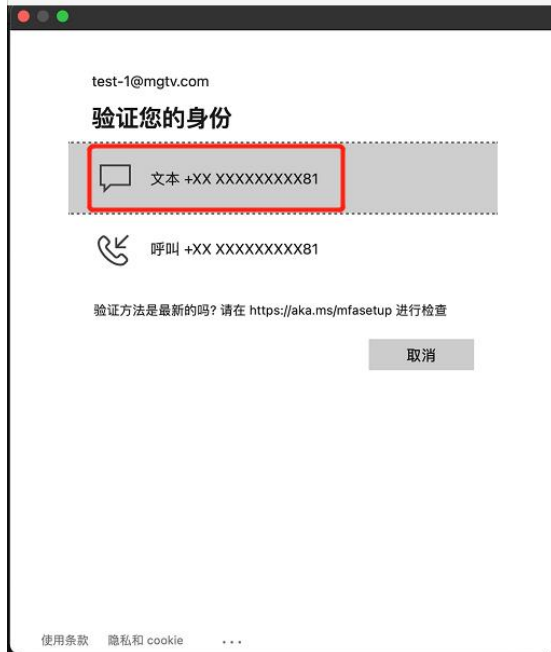 test-1@mgtv.com
验证您的身份
文本 +XX XXXXXXXXX81
呼叫 +XX XXXXXXXXX81
验证方法是最新的吗? 请在 https://aka.ms/mfasetup 进行检查
取消
使用条款 隐私和 cookie ...